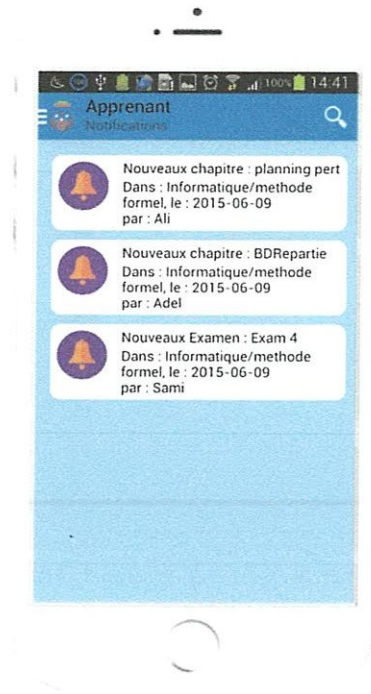 100% 14:41
Apprenant
Notifications
Nouveaux chapitre : planning pert
Dans : Informatique/methode
formel, le : 2015-06-09
par : Ali
Nouveaux chapitre : BDRepartie
Dans : Informatique/methode
formel, le : 2015-06-09
par : Adel
Nouveaux Examen : Exam 4
Dans : Informatique/methode
formel, le : 2015-06-09
par : Sami